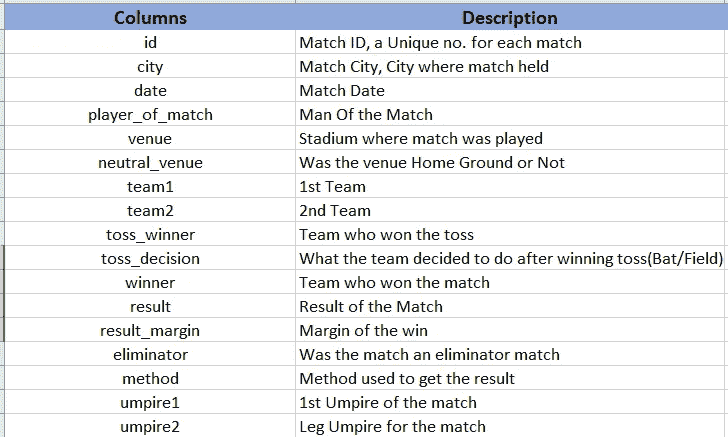 Columns Description
id Match ID, a Unique no. for each match
city Match City, City where match held
date Match Date
player_of_match Man Of the Match
venue Stadium where match was played
neutral_venue Was the venue Home Ground or Not
team1 1st Team
team2 2nd Team
toss_winner Team who won the toss
toss_decision What the team decided to do after winning toss(Bat/Field)
winner Team who won the match
result Result of the Match
result_margin Margin of the win
eliminator Was the match an eliminator match
method Method used to get the result
umpire1 1st Umpire of the match
umpire2 Leg Umpire for the match